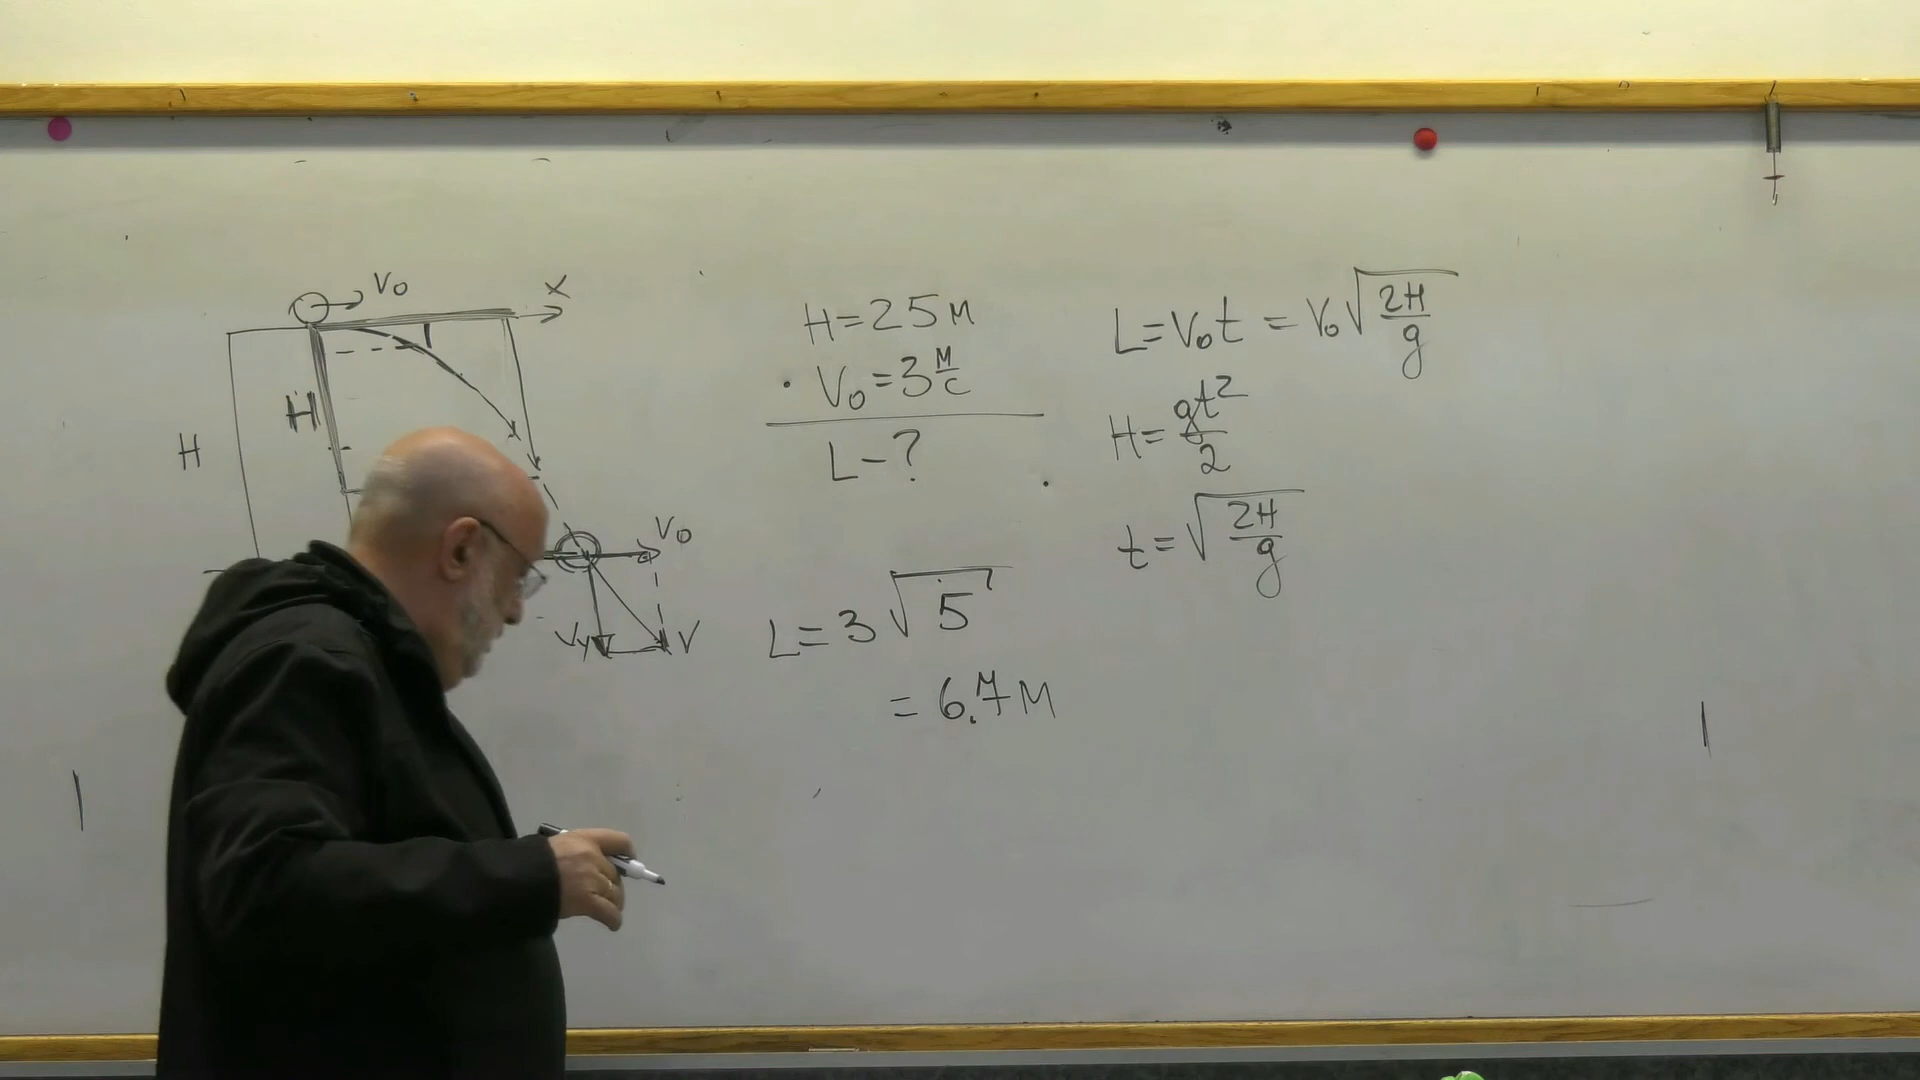 V₀ X
H H
V₀
Vy V
H=25м
V₀=3 м/с
L-?
L=3√5
= 6.7м
L=V₀t = V₀√(2H/g)
H= gt²/2
t= √(2H/g)